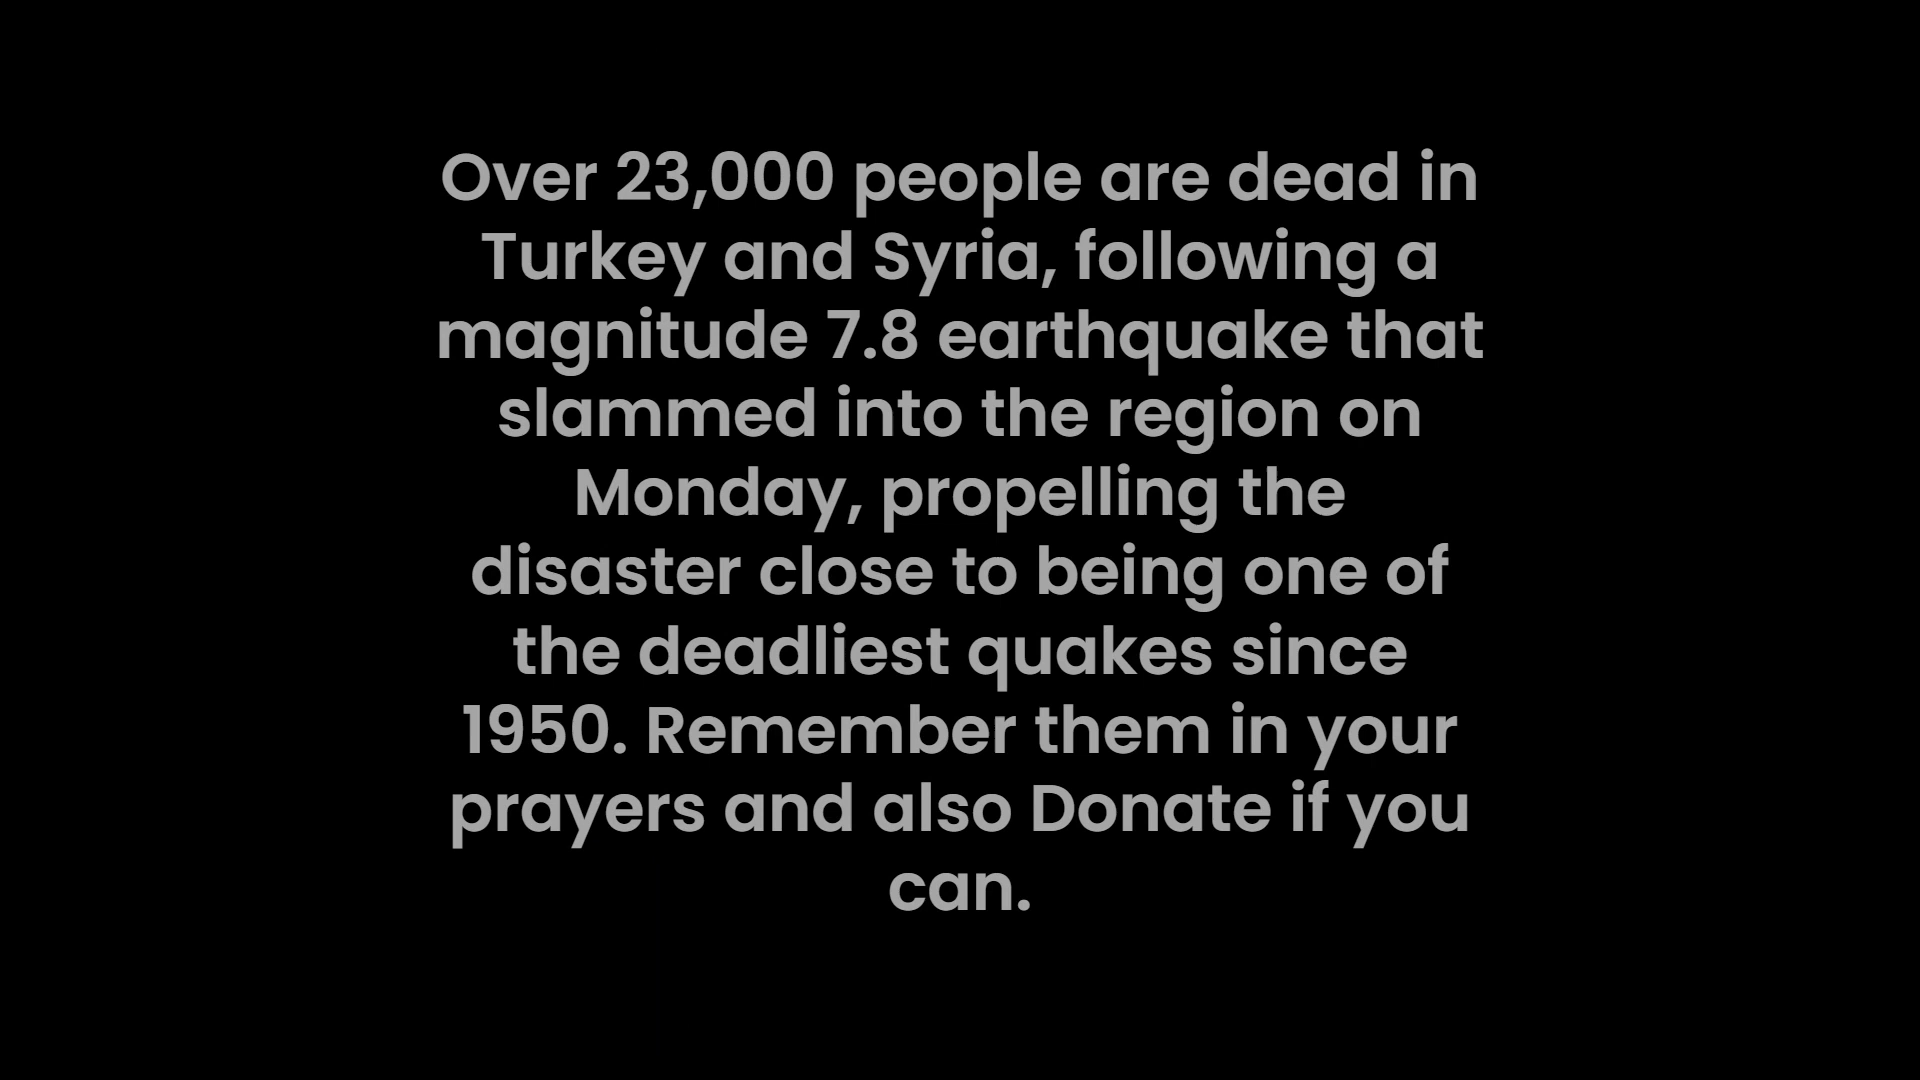 Over 23,000 people are dead in
Turkey and Syria, following a
magnitude 7.8 earthquake that
slammed into the region on
Monday, propelling the
disaster close to being one of
the deadliest quakes since
1950. Remember them in your
prayers and also Donate if you
can.